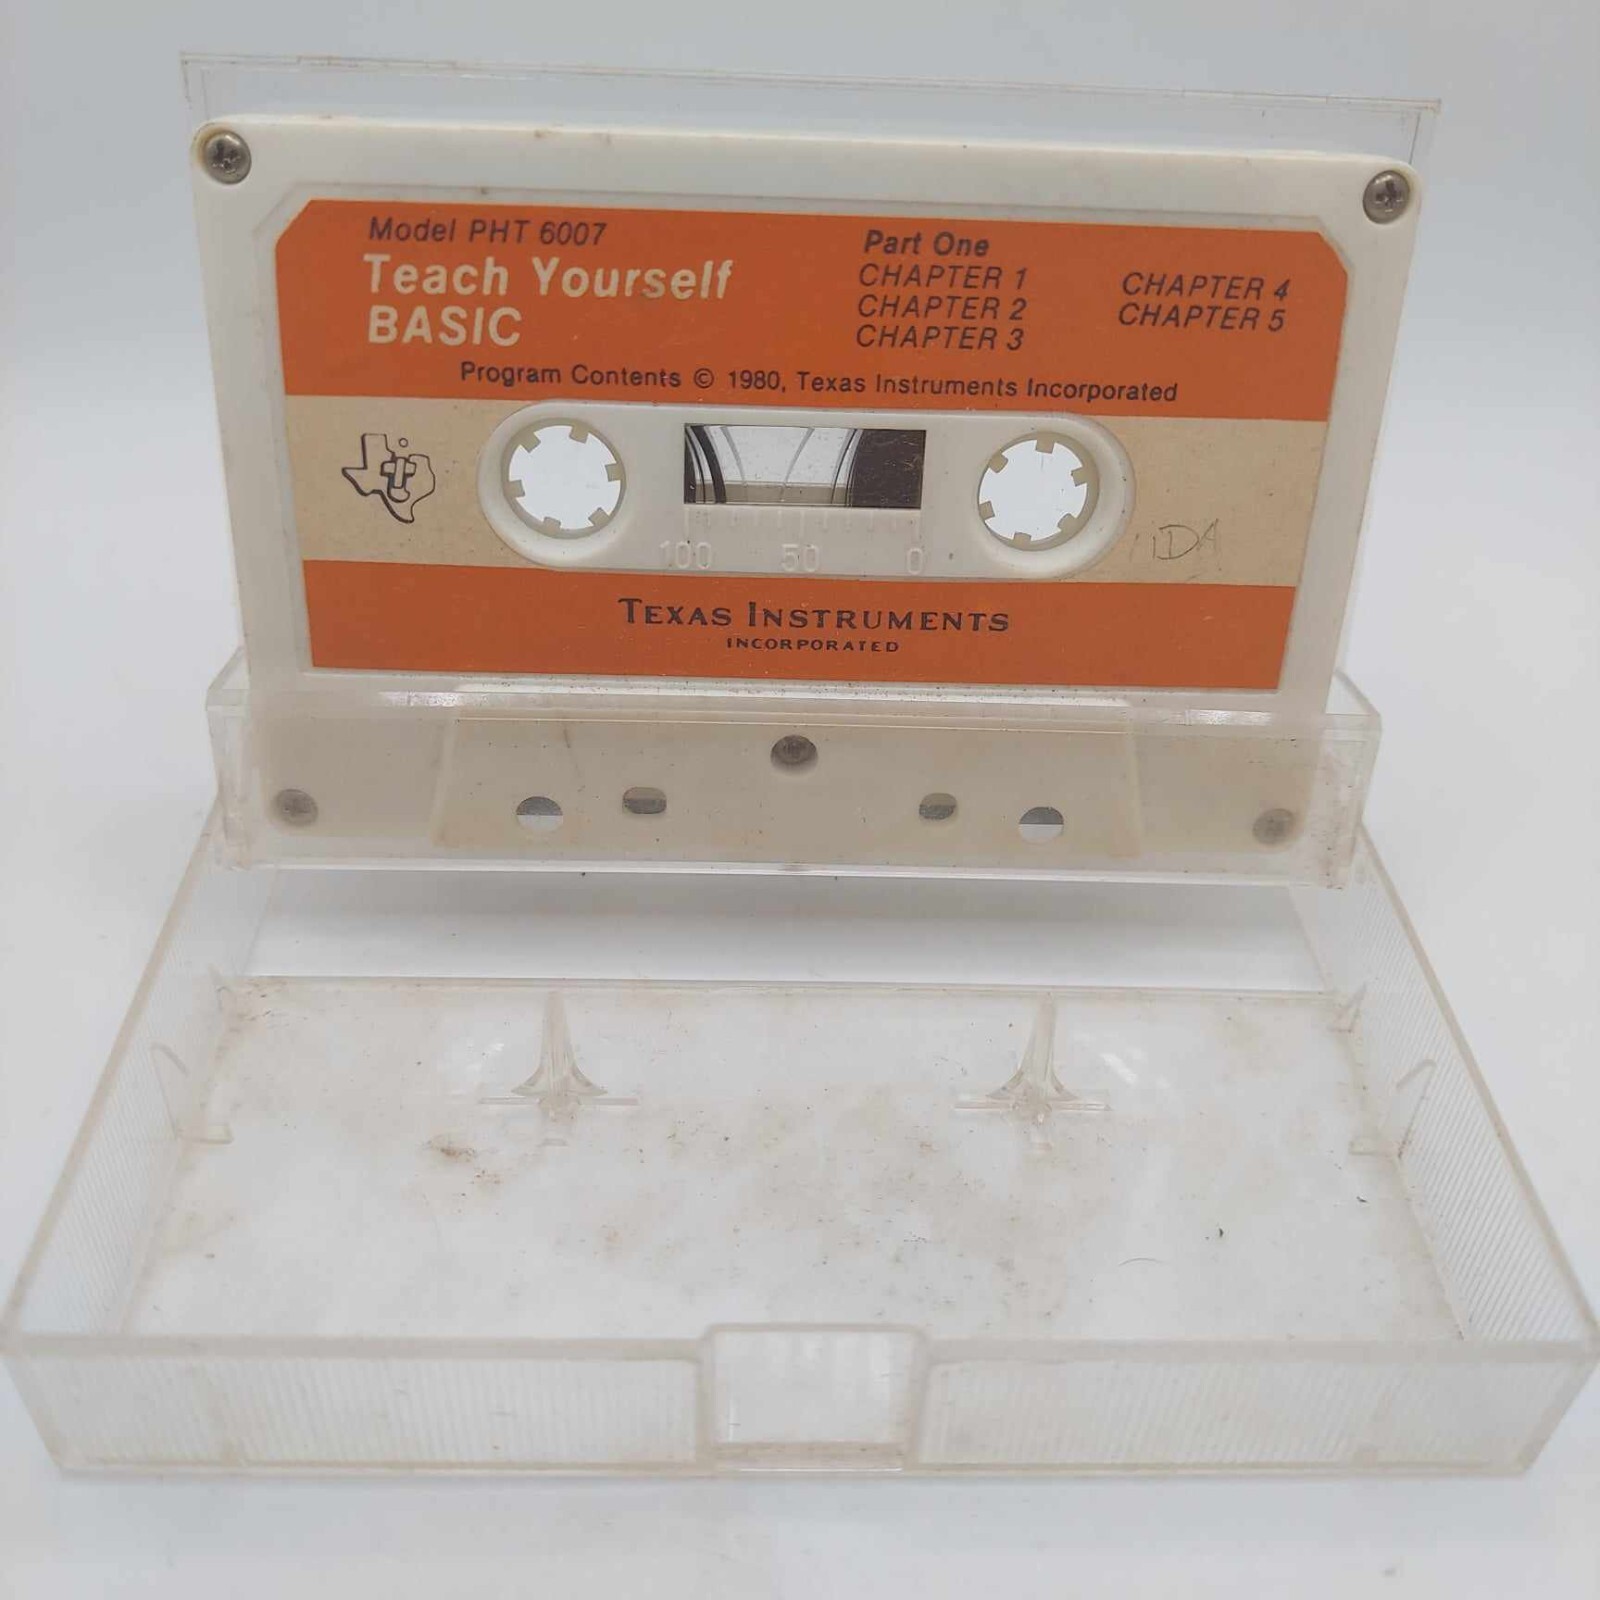 Model PHT 6007
Teach Yourself
BASIC
Part One
CHAPTER 1
CHAPTER 2
CHAPTER 3
CHAPTER 4
CHAPTER 5
Program Contents © 1980, Texas Instruments Incorporated
100 50 0
TEXAS INSTRUMENTS
INCORPORATED